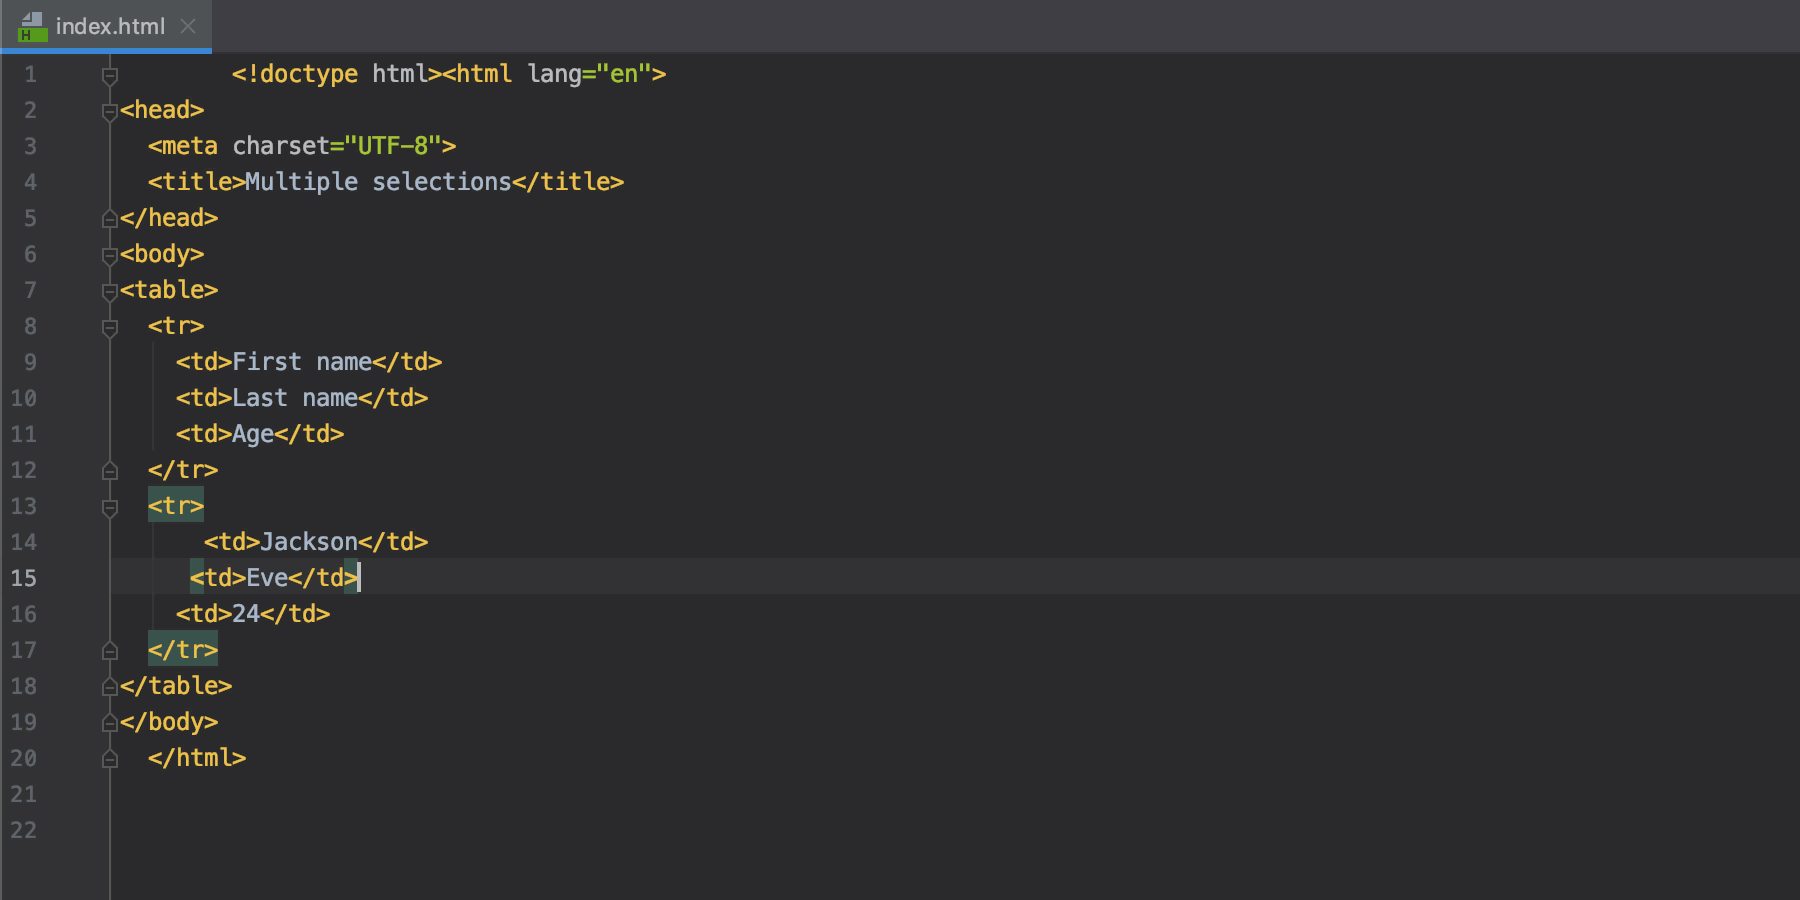 index.html
1 <!doctype html><html lang="en">
2 <head>
3 <meta charset="UTF-8">
4 <title>Multiple selections</title>
5 </head>
6 <body>
7 <table>
8 <tr>
9 <td>First name</td>
10 <td>Last name</td>
11 <td>Age</td>
12 </tr>
13 <tr>
14 <td>Jackson</td>
15 <td>Eve</td>
16 <td>24</td>
17 </tr>
18 </table>
19 </body>
20 </html>
21
22